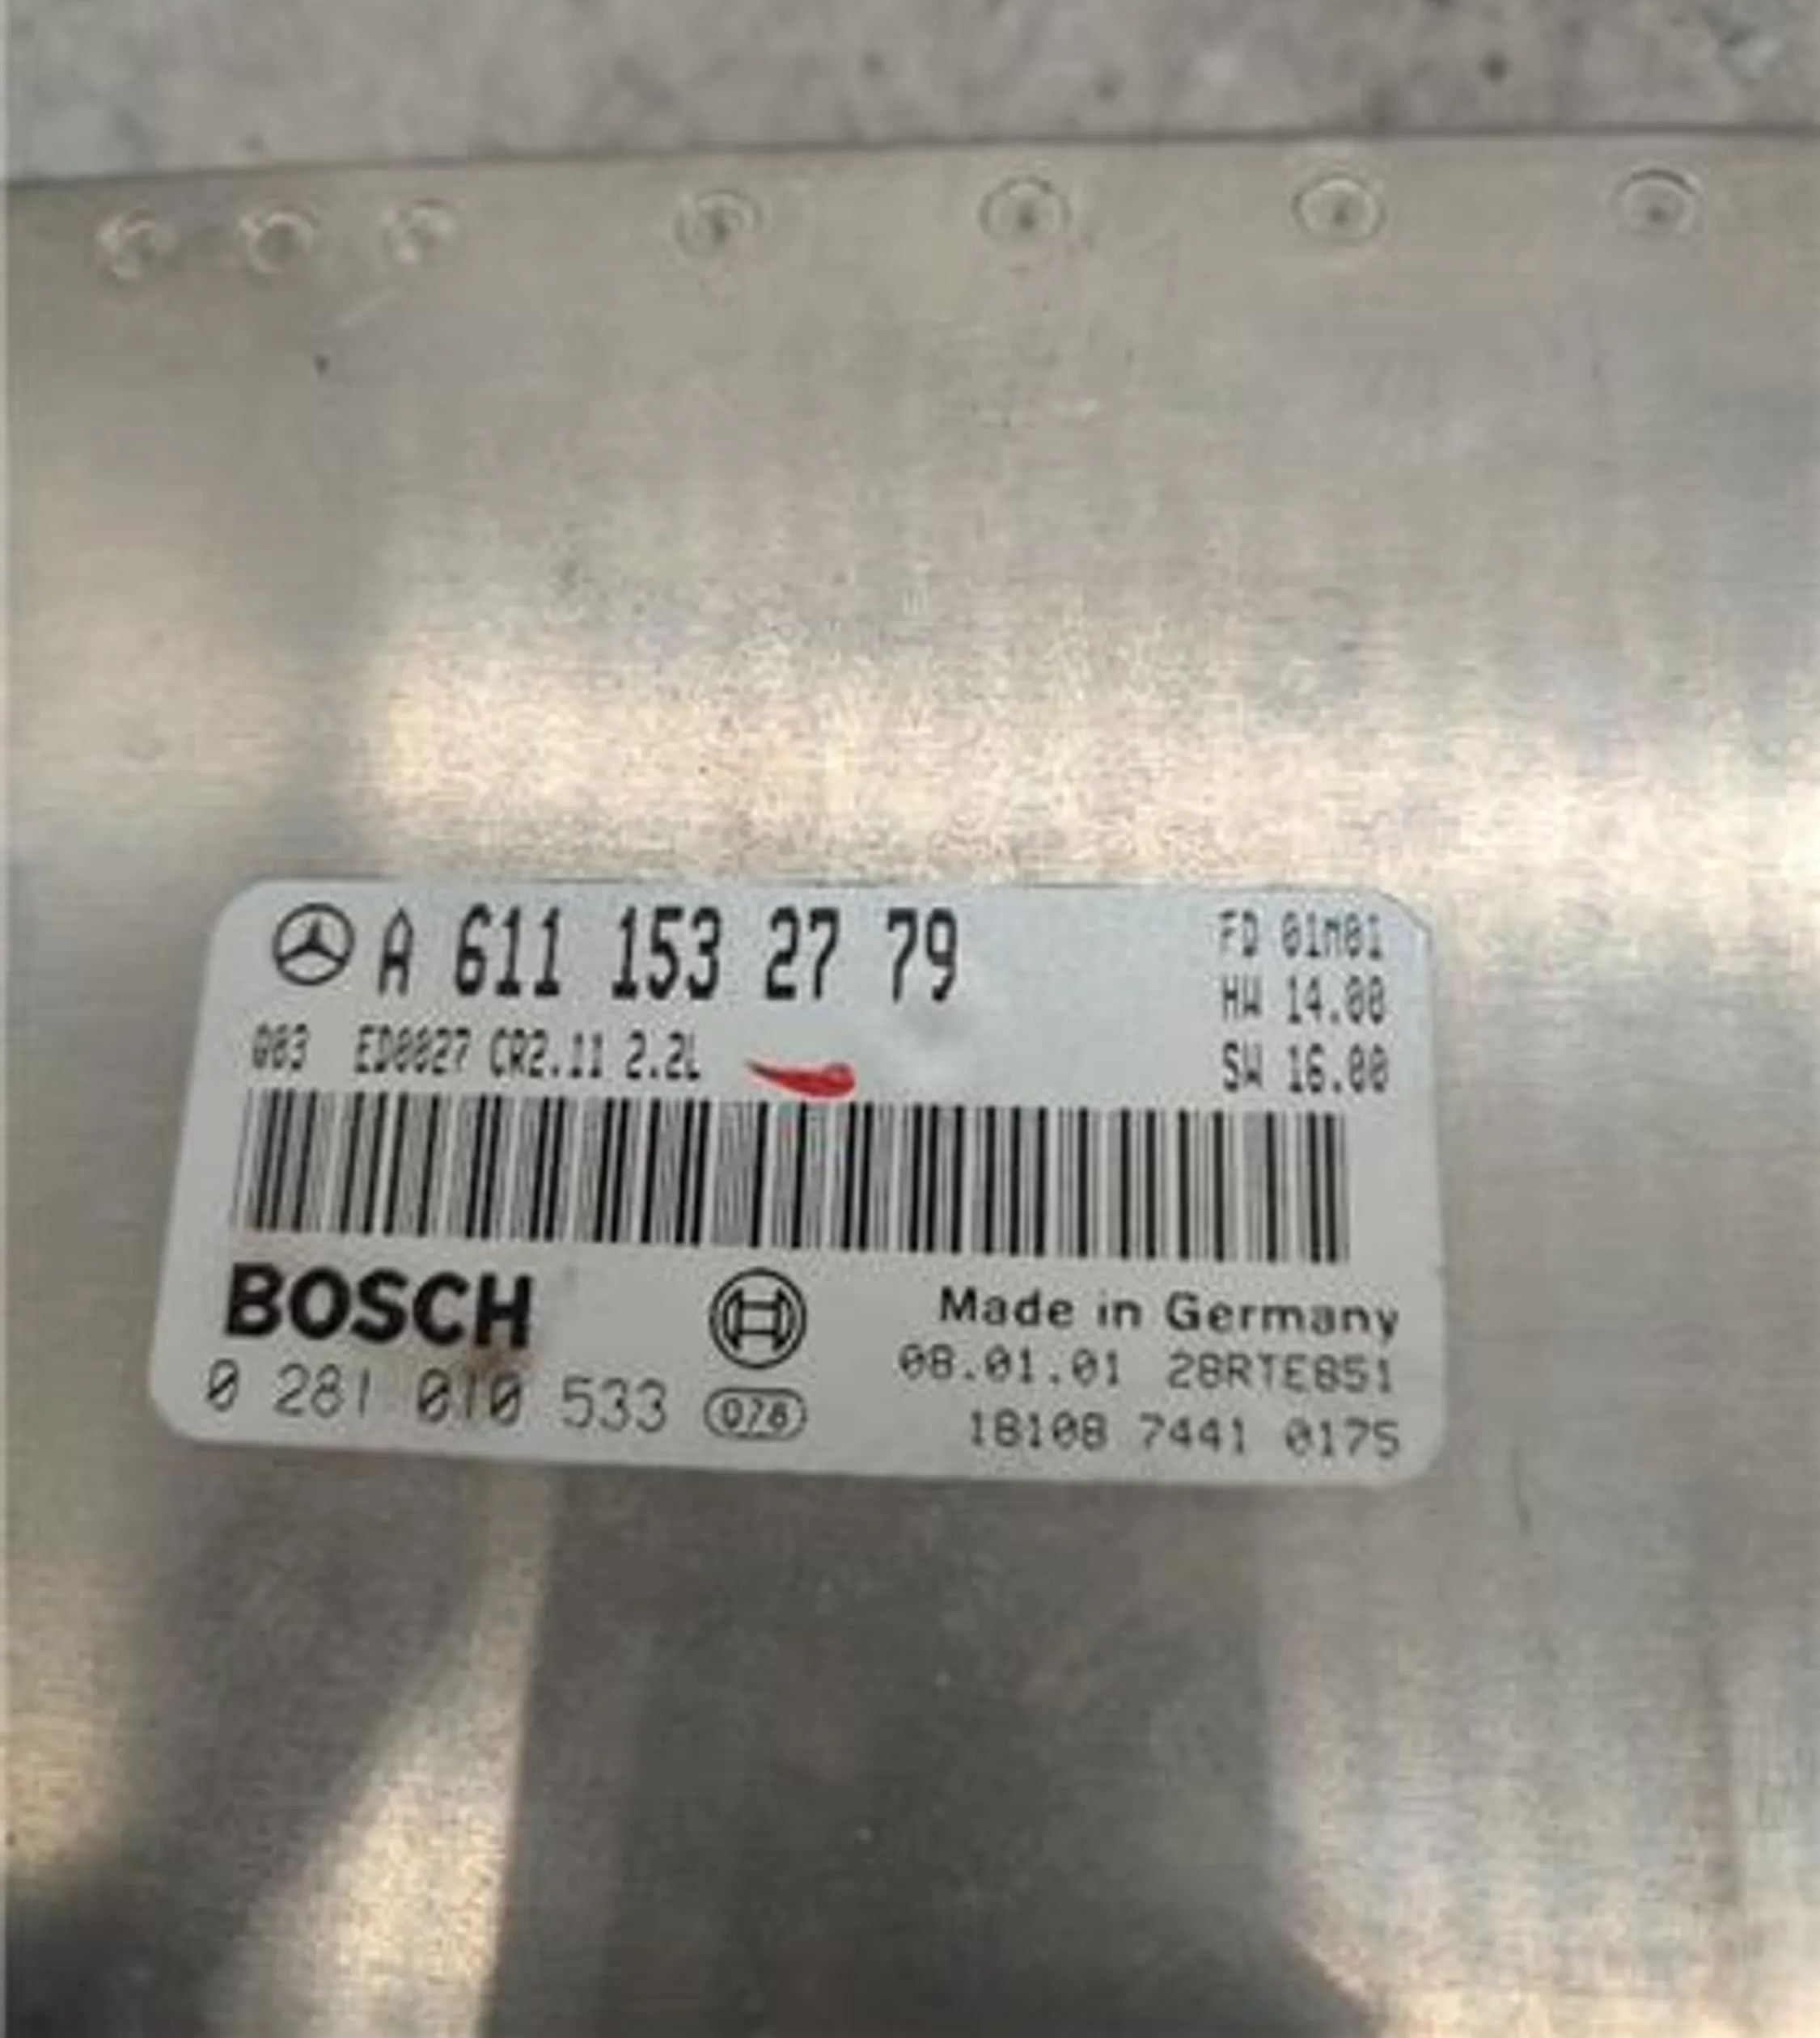 A 611 153 27 79
FD 01M01
HW 14.00
SW 16.00
Q03 ED0027 CR2.11 2.2L
BOSCH
Made in Germany
0 281 010 533
078
08.01.01 28RTE851
18108 7441 0175